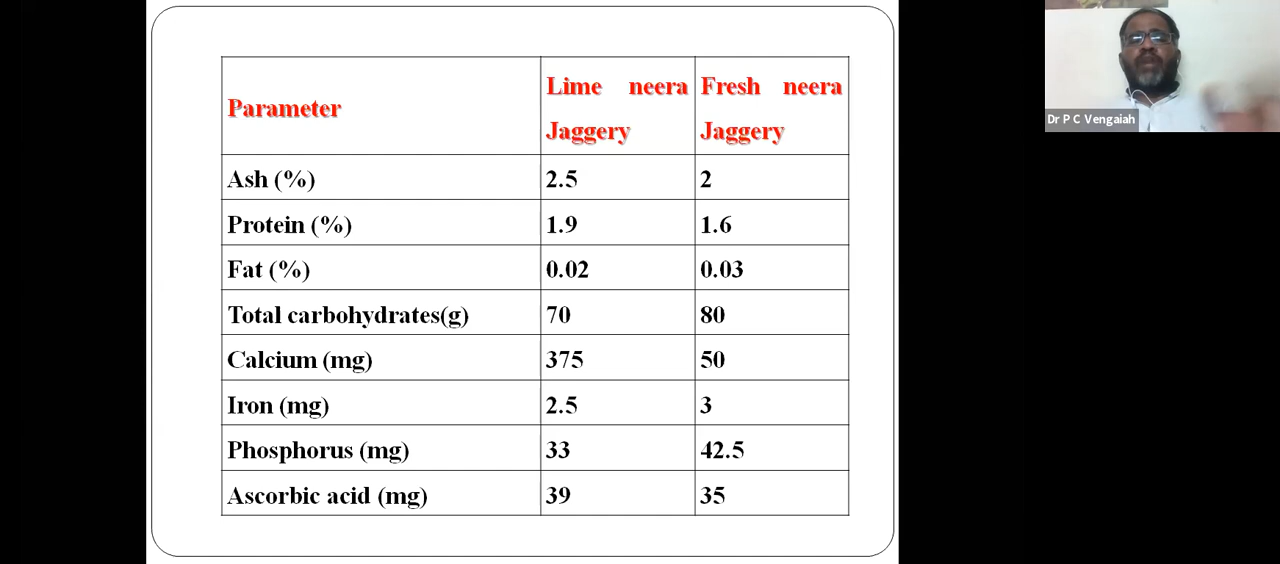 Parameter
Lime neera Jaggery
Fresh neera Jaggery
Ash (%) 2.5 2
Protein (%) 1.9 1.6
Fat (%) 0.02 0.03
Total carbohydrates(g) 70 80
Calcium (mg) 375 50
Iron (mg) 2.5 3
Phosphorus (mg) 33 42.5
Ascorbic acid (mg) 39 35
Dr P C Vengaiah